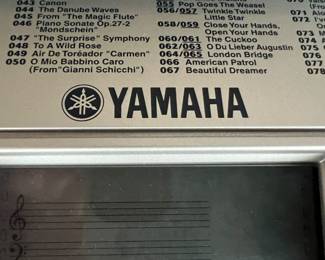 043 Canon
044 The Danube Waves
045 From "The Magic Flute"
046 Piano Sonate Op.27-2
"Mondschein"
047 "The Surprise" Symphony
048 To A Wild Rose
049 Air De Toréador "Carmen"
050 O Mio Babbino Caro
(From"Gianni Schicchi")
055 Pop Goes The Weasel
056/057 Twinkle Twinkle
Little Star
058/059 Close Your Hands,
Open Your Hands
060/061 The Cuckoo
062/063 O Du Lieber Augustin
064/065 London Bridge
066 American Patrol
067 Beautiful Dreamer
YAMAHA